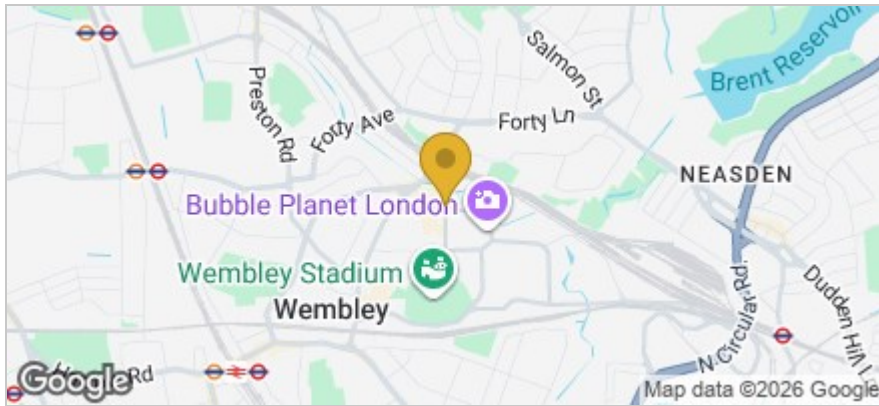 Salmon St
Brent Reservoir
Preston Rd
Forty Ave
Forty Ln
NEASDEN
Bubble Planet London
Wembley Stadium
Wembley
N Circular Rd.
Dudden Hill
Rd
Google
Map data ©2026 Google